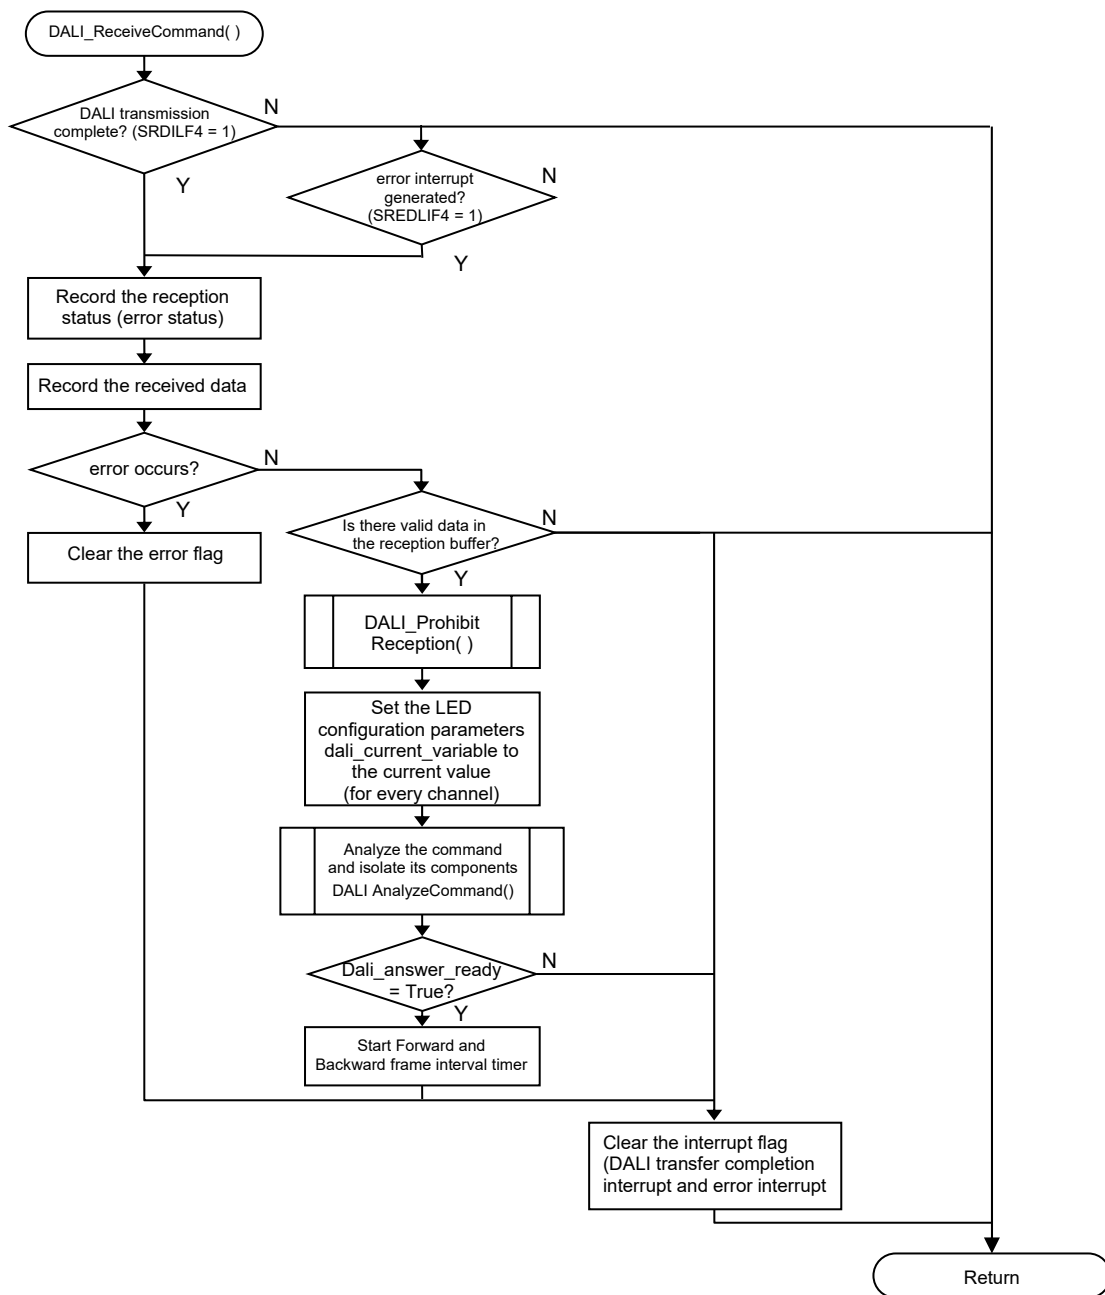 DALI_ReceiveCommand( )
DALI transmission
complete? (SRDILF4 = 1)
N
Y
error interrupt
generated?
(SREDLIF4 = 1)
N
Y
Record the reception
status (error status)
Record the received data
error occurs?
N
Y
Clear the error flag
Is there valid data in
the reception buffer?
N
Y
DALI_Prohibit
Reception( )
Set the LED
configuration parameters
dali_current_variable to
the current value
(for every channel)
Analyze the command
and isolate its components
DALI AnalyzeCommand()
Dali_answer_ready
= True?
N
Y
Start Forward and
Backward frame interval timer
Clear the interrupt flag
(DALI transfer completion
interrupt and error interrupt
Return